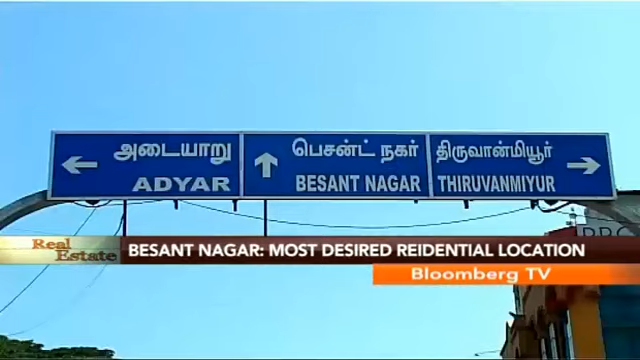 அடையாறு
ADYAR
பெசன்ட் நகர்
BESANT NAGAR
திருவான்மியூர்
THIRUVANMIYUR
Real Estate
BESANT NAGAR: MOST DESIRED REIDENTIAL LOCATION
Bloomberg TV